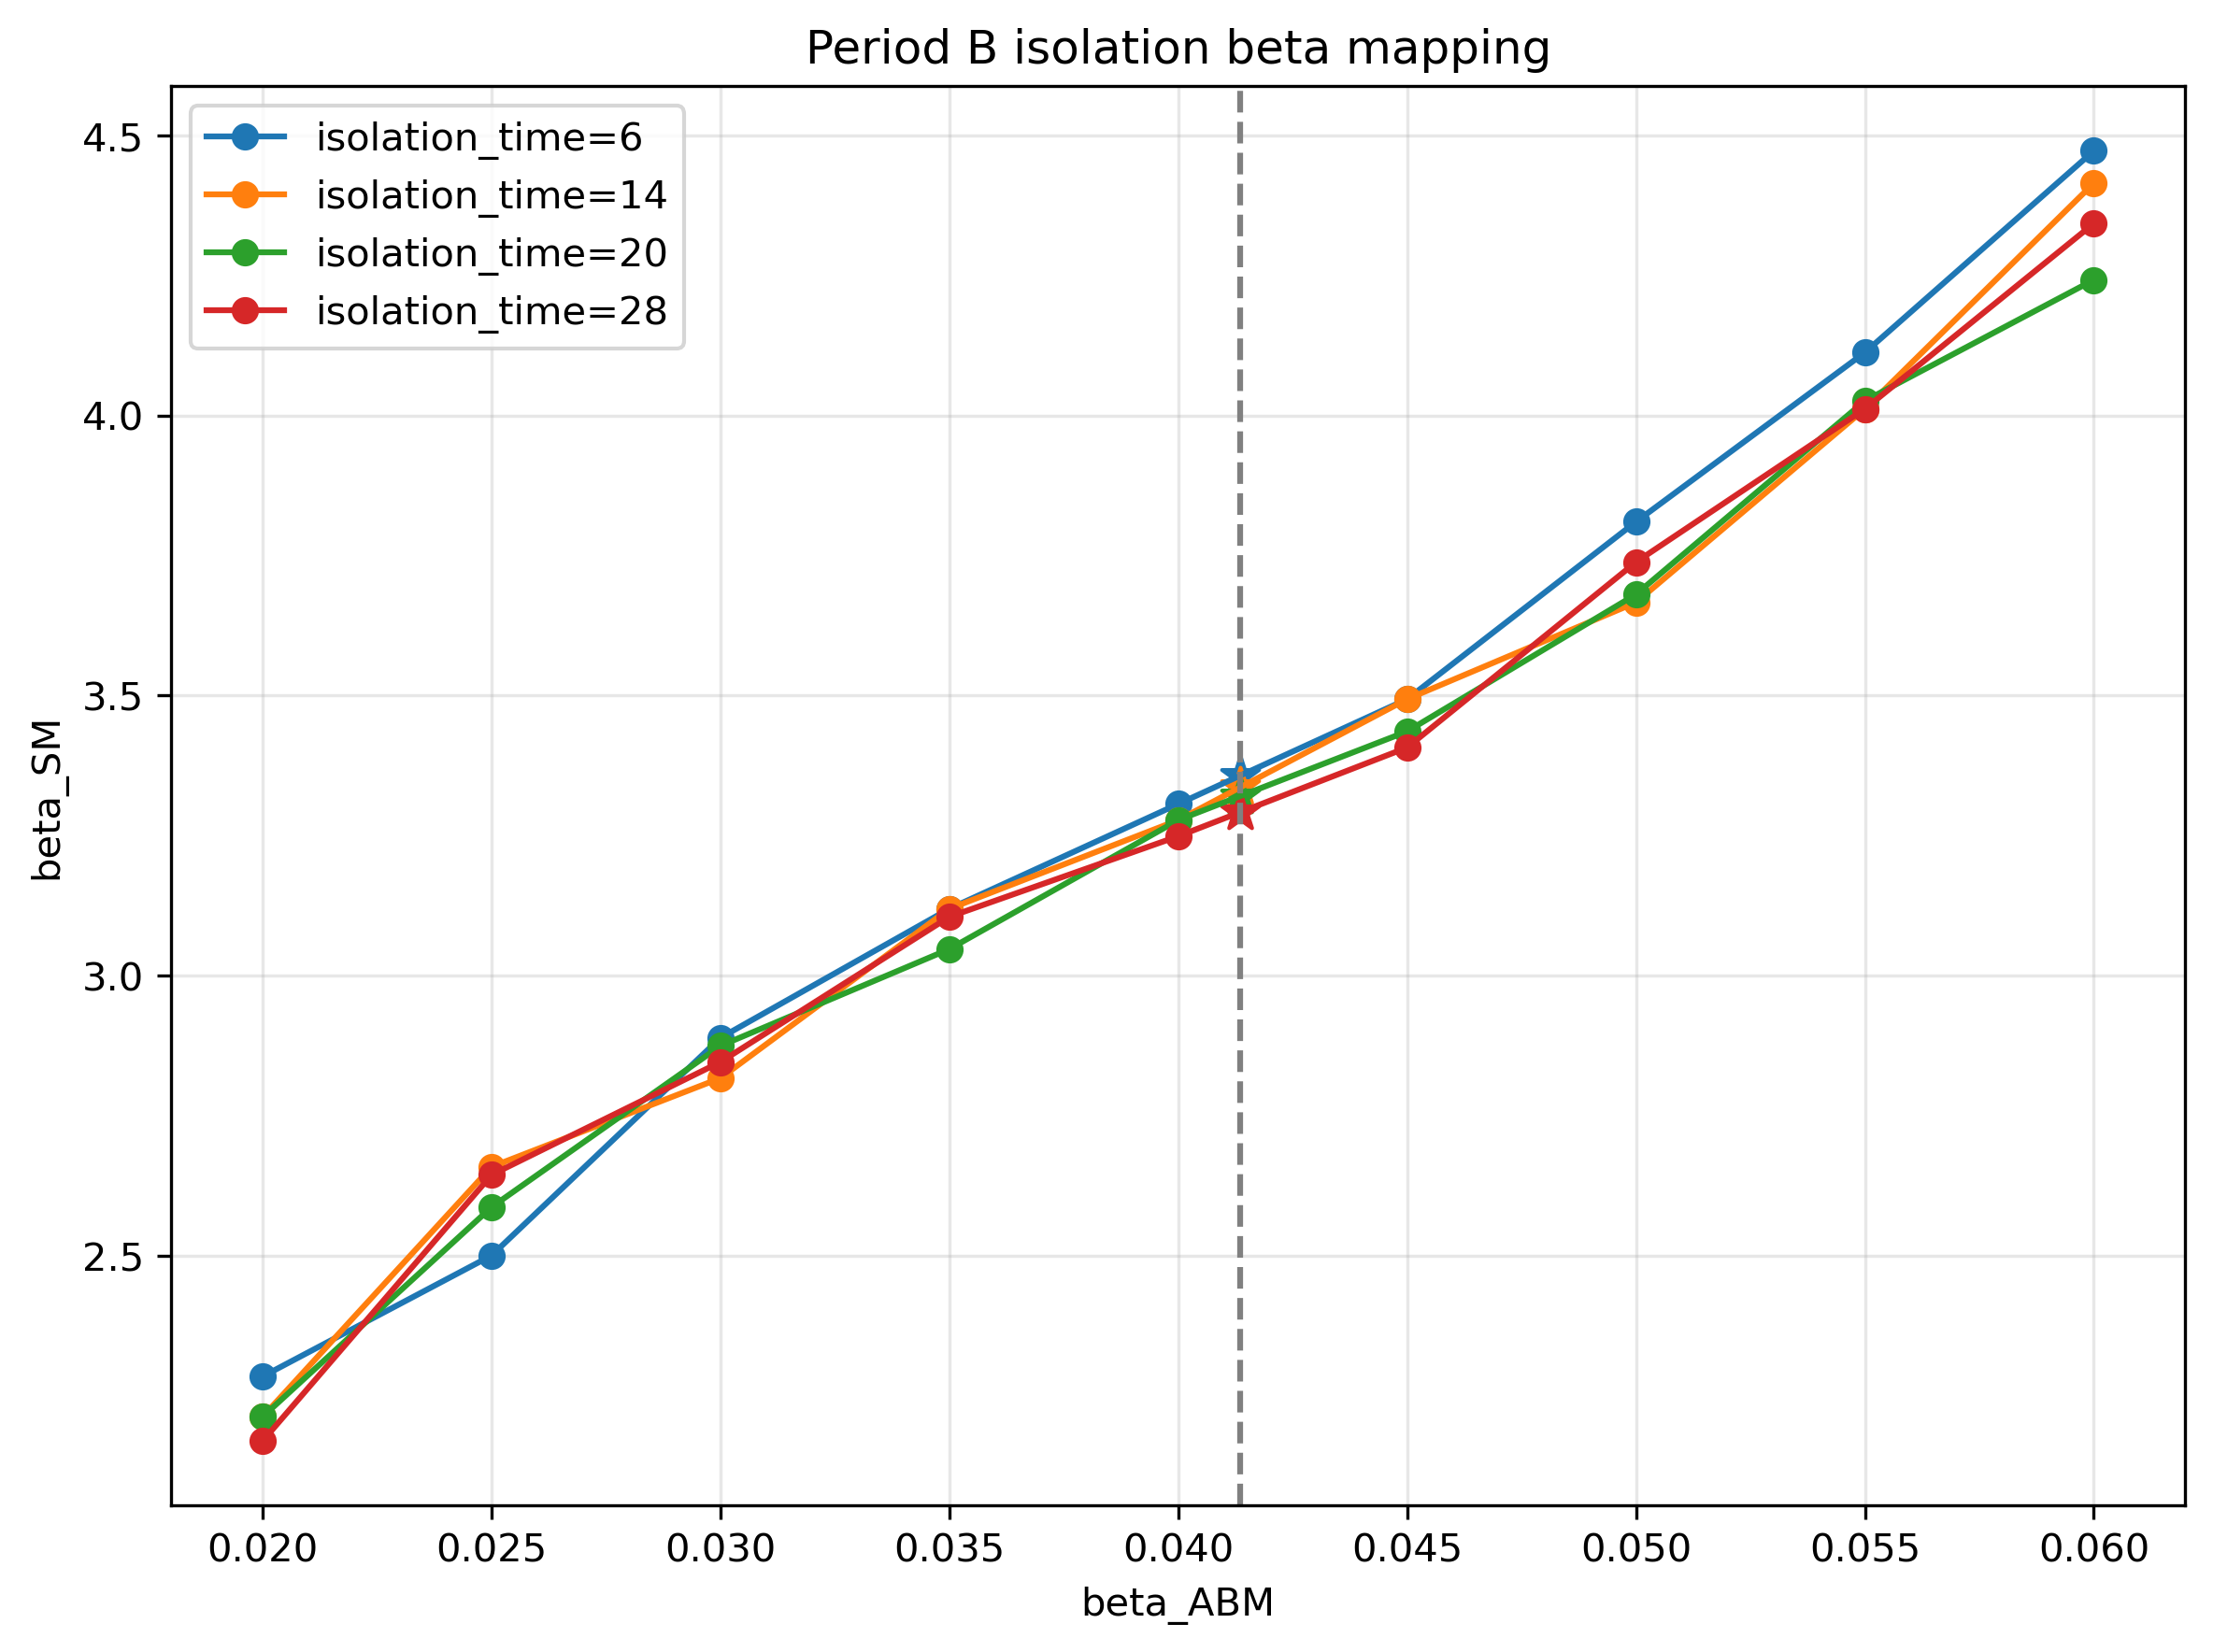 Period B isolation beta mapping
isolation_time=6
isolation_time=14
isolation_time=20
isolation_time=28
4.5
4.0
3.5
3.0
2.5
beta_SM
0.020 0.025 0.030 0.035 0.040 0.045 0.050 0.055 0.060
beta_ABM